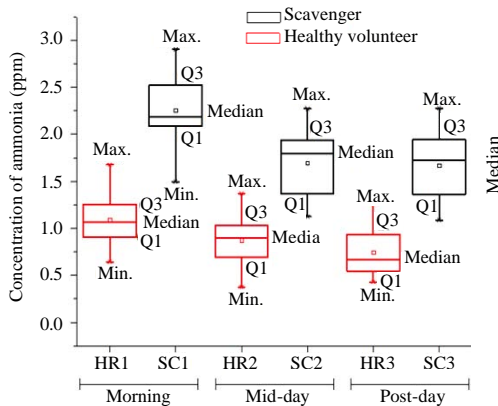 Scavenger
Healthy volunteer
Concentration of ammonia (ppm)
3.0
2.5
2.0
1.5
1.0
0.5
0.0
Max.
Q3
Median
Q1
Min.
Max.
Q3
Median
Q1
Min.
Max.
Q3
Media
Q1
Min.
Max.
Q3
Median
Q1
Min.
Max.
Q3
Median
Q1
Min.
Max.
Q3
Q1
Min.
Median
HR1 SC1 HR2 SC2 HR3 SC3
Morning Mid-day Post-day